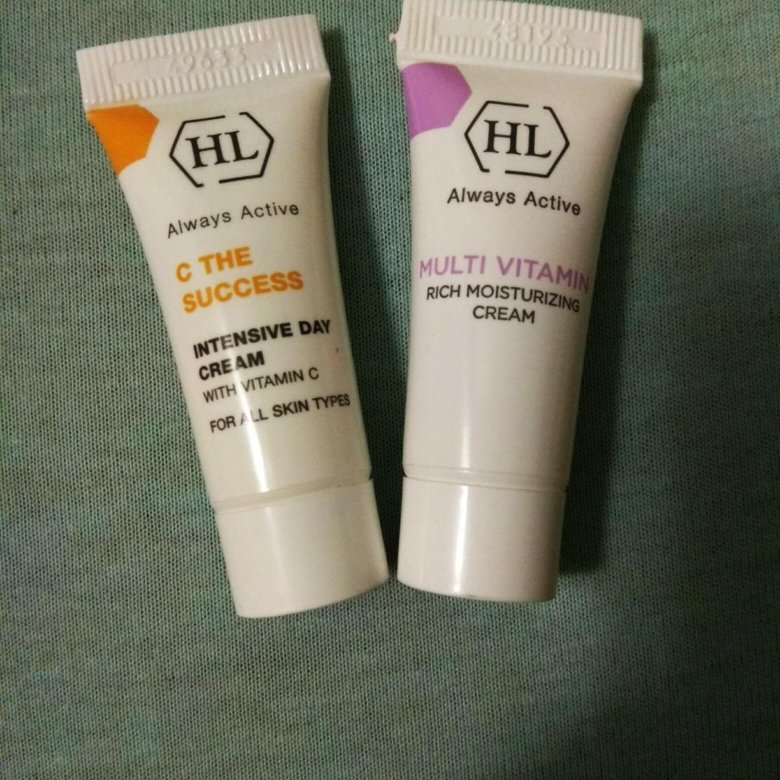 49633
HL
Always Active
C THE
SUCCESS
INTENSIVE DAY
CREAM
WITH VITAMIN C
FOR ALL SKIN TYPES
HL
Always Active
MULTI VITAMIN
RICH MOISTURIZING
CREAM